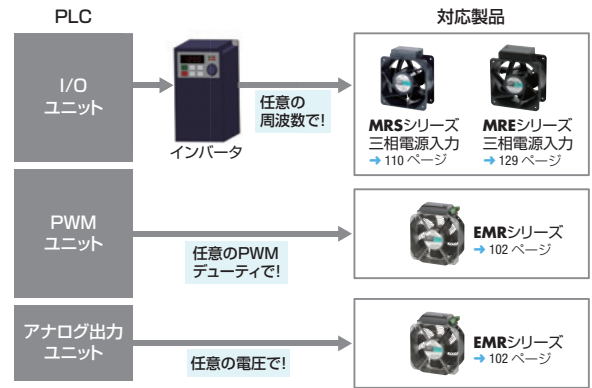 PLC
対応製品
I/O
ユニット
インバータ
任意の
周波数で!
MRSシリーズ
三相電源入力
→ 110 ページ
MREシリーズ
三相電源入力
→ 129 ページ
PWM
ユニット
任意のPWM
デューティで!
EMRシリーズ
→ 102 ページ
アナログ出力
ユニット
任意の電圧で!
EMRシリーズ
→ 102 ページ